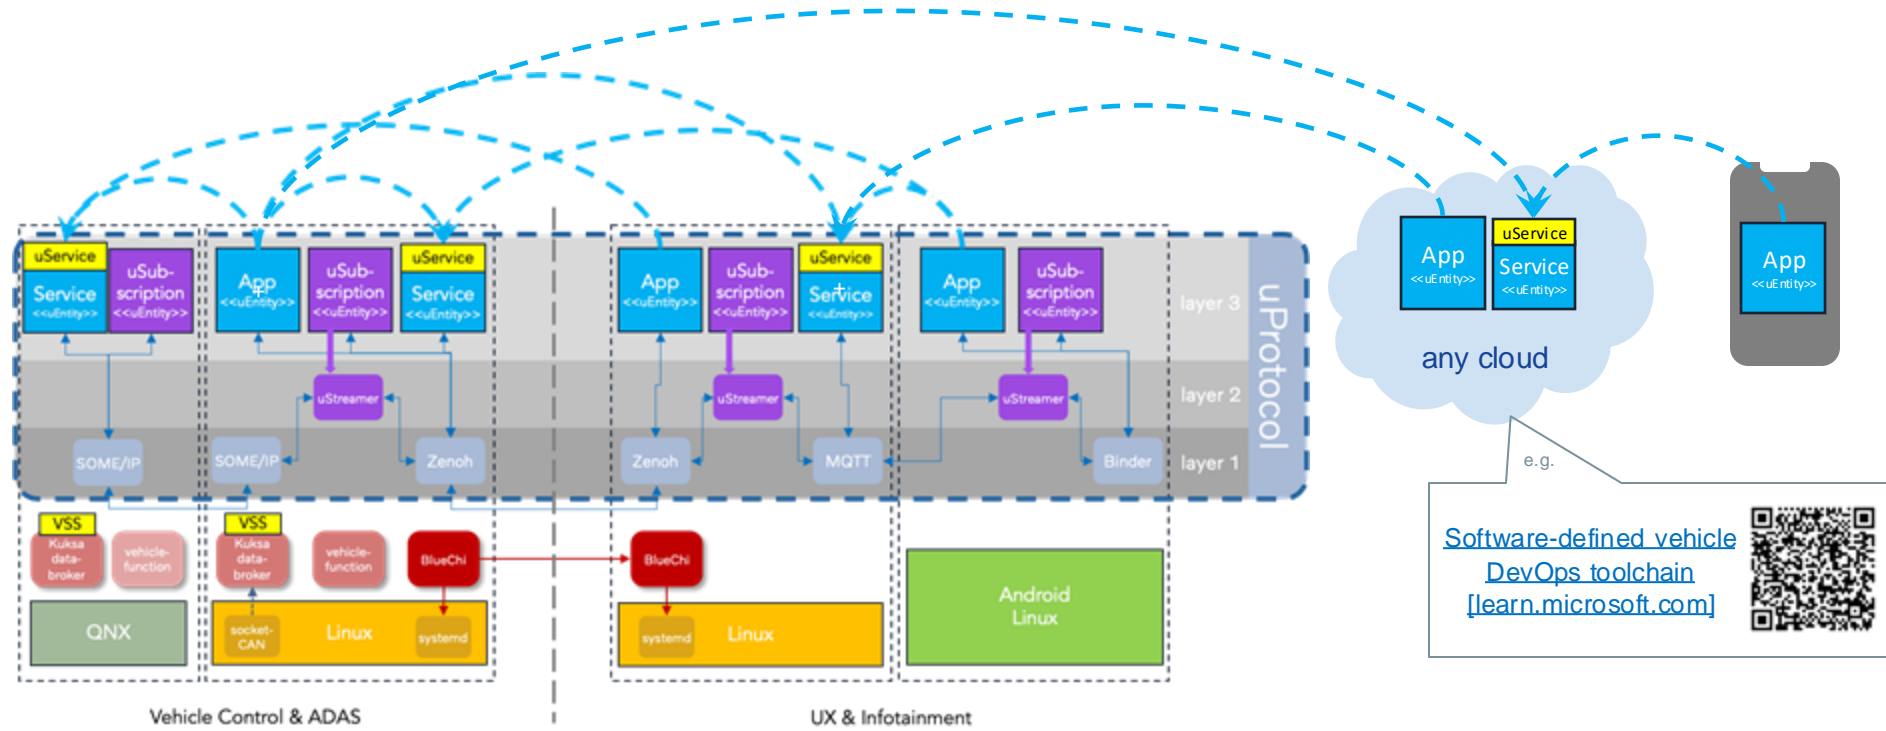 uService
Service
<<uEntity>>
uSub-
scription
<<uEntity>>
App
<<uEntity>>
uSub-
scription
<<uEntity>>
uService
Service
<<uEntity>>
App
<<uEntity>>
uSub-
scription
<<uEntity>>
uService
Service
<<uEntity>>
App
<<uEntity>>
uSub-
scription
<<uEntity>>
layer 3
uStreamer
uStreamer
uStreamer
layer 2
SOME/IP
SOME/IP
Zenoh
Zenoh
MQTT
Binder
layer 1
uProtocol
VSS
Kuksa
data-
broker
vehicle-
function
VSS
Kuksa
data-
broker
vehicle-
function
BlueChi
BlueChi
QNX
socket-
CAN
Linux
systemd
systemd
Linux
Android
Linux
Vehicle Control & ADAS
UX & Infotainment
App
<<uEntity>>
uService
Service
<<uEntity>>
any cloud
App
<<uEntity>>
e.g.
Software-defined vehicle
DevOps toolchain
[learn.microsoft.com]